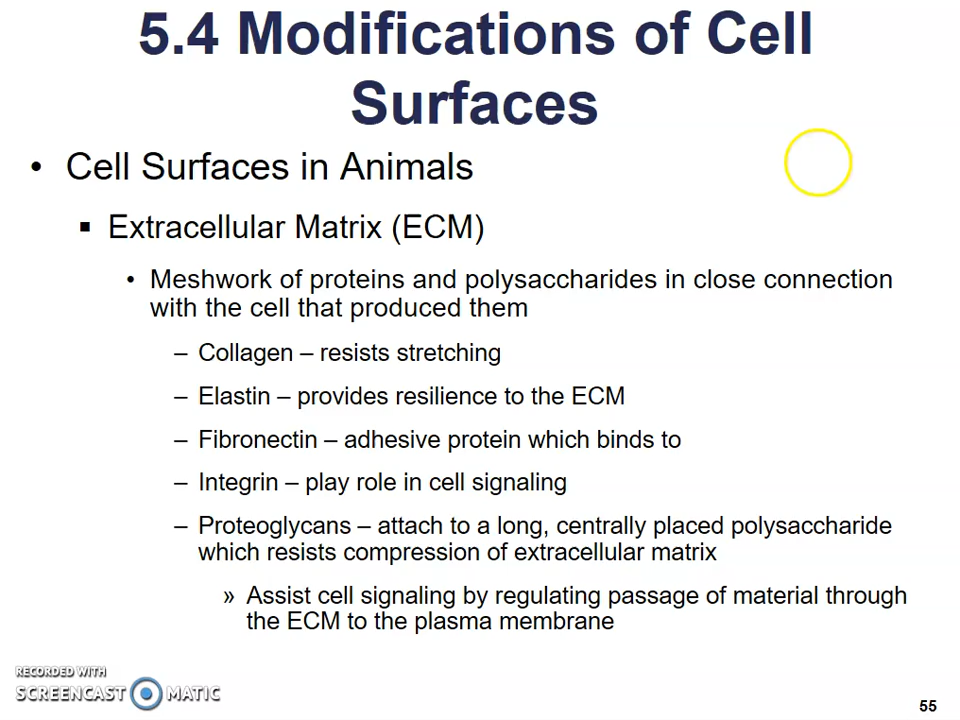 5.4 Modifications of Cell
Surfaces
• Cell Surfaces in Animals
▪ Extracellular Matrix (ECM)
• Meshwork of proteins and polysaccharides in close connection
with the cell that produced them
– Collagen – resists stretching
– Elastin – provides resilience to the ECM
– Fibronectin – adhesive protein which binds to
– Integrin – play role in cell signaling
– Proteoglycans – attach to a long, centrally placed polysaccharide
which resists compression of extracellular matrix
» Assist cell signaling by regulating passage of material through
the ECM to the plasma membrane
RECORDED WITH
SCREENCAST MATIC
55